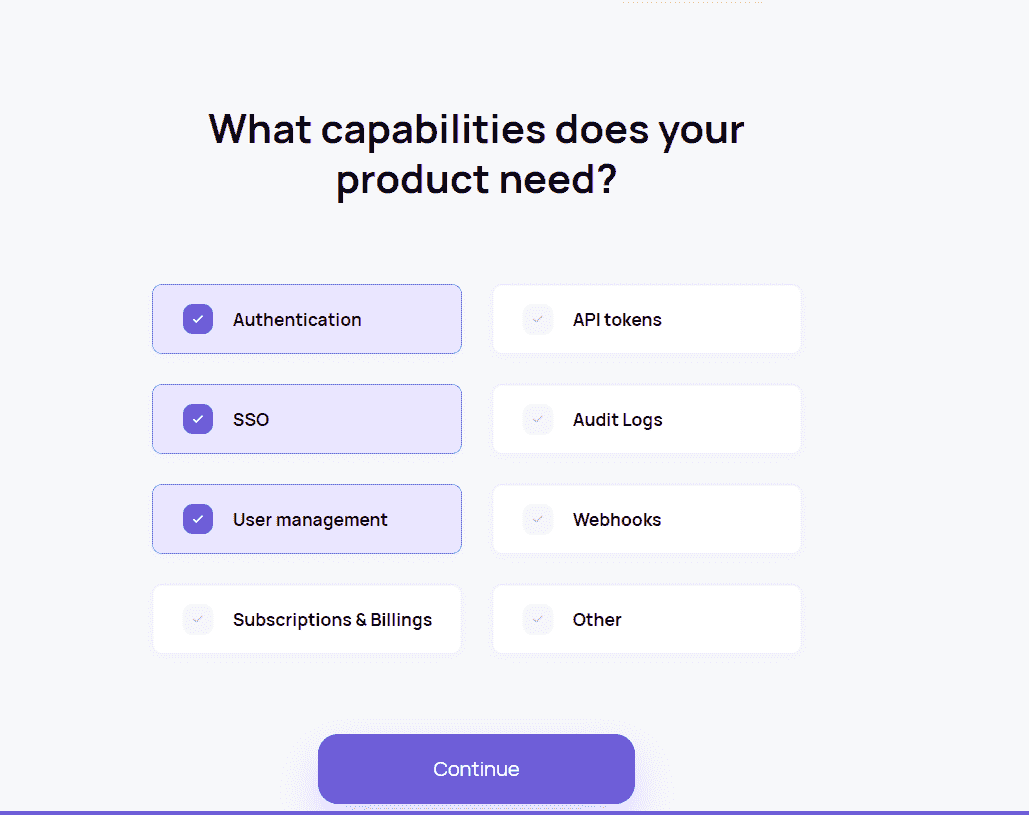 What capabilities does your
product need?
Authentication
API tokens
SSO
Audit Logs
User management
Webhooks
Subscriptions & Billings
Other
Continue